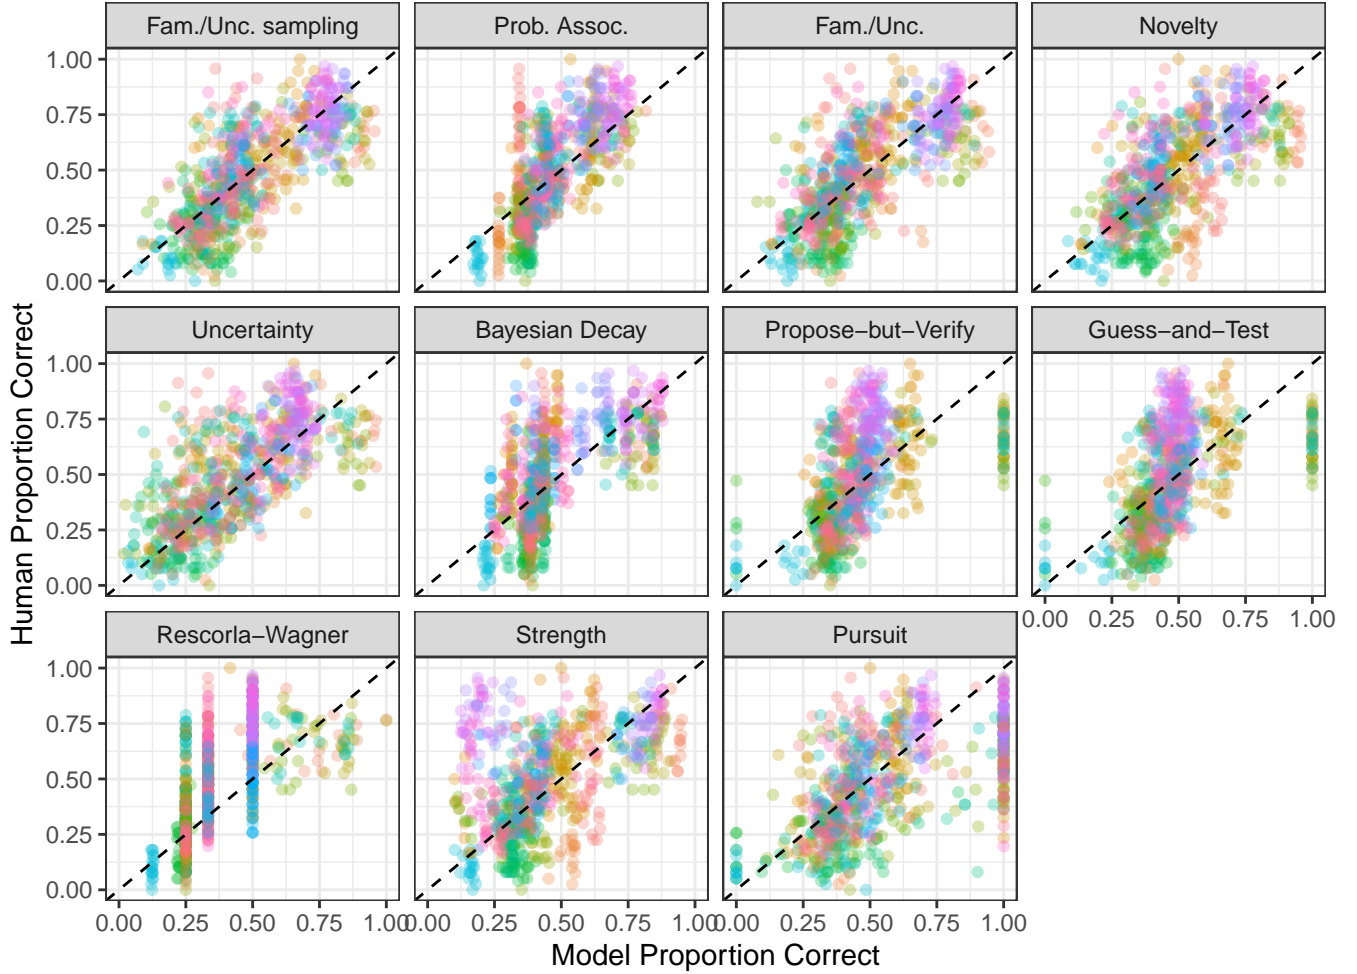 Fam./Unc. sampling Prob. Assoc. Fam./Unc. Novelty
1.00
0.75
0.50
0.25
0.00
Uncertainty Bayesian Decay Propose−but−Verify Guess−and−Test
1.00
0.75
0.50
0.25
0.00
0.00 0.25 0.50 0.75 1.00
Rescorla−Wagner Strength Pursuit
1.00
0.75
0.50
0.25
0.00
0.00 0.25 0.50 0.75 1.00 0.00 0.25 0.50 0.75 1.00 0.00 0.25 0.50 0.75 1.00
Model Proportion Correct
Human Proportion Correct